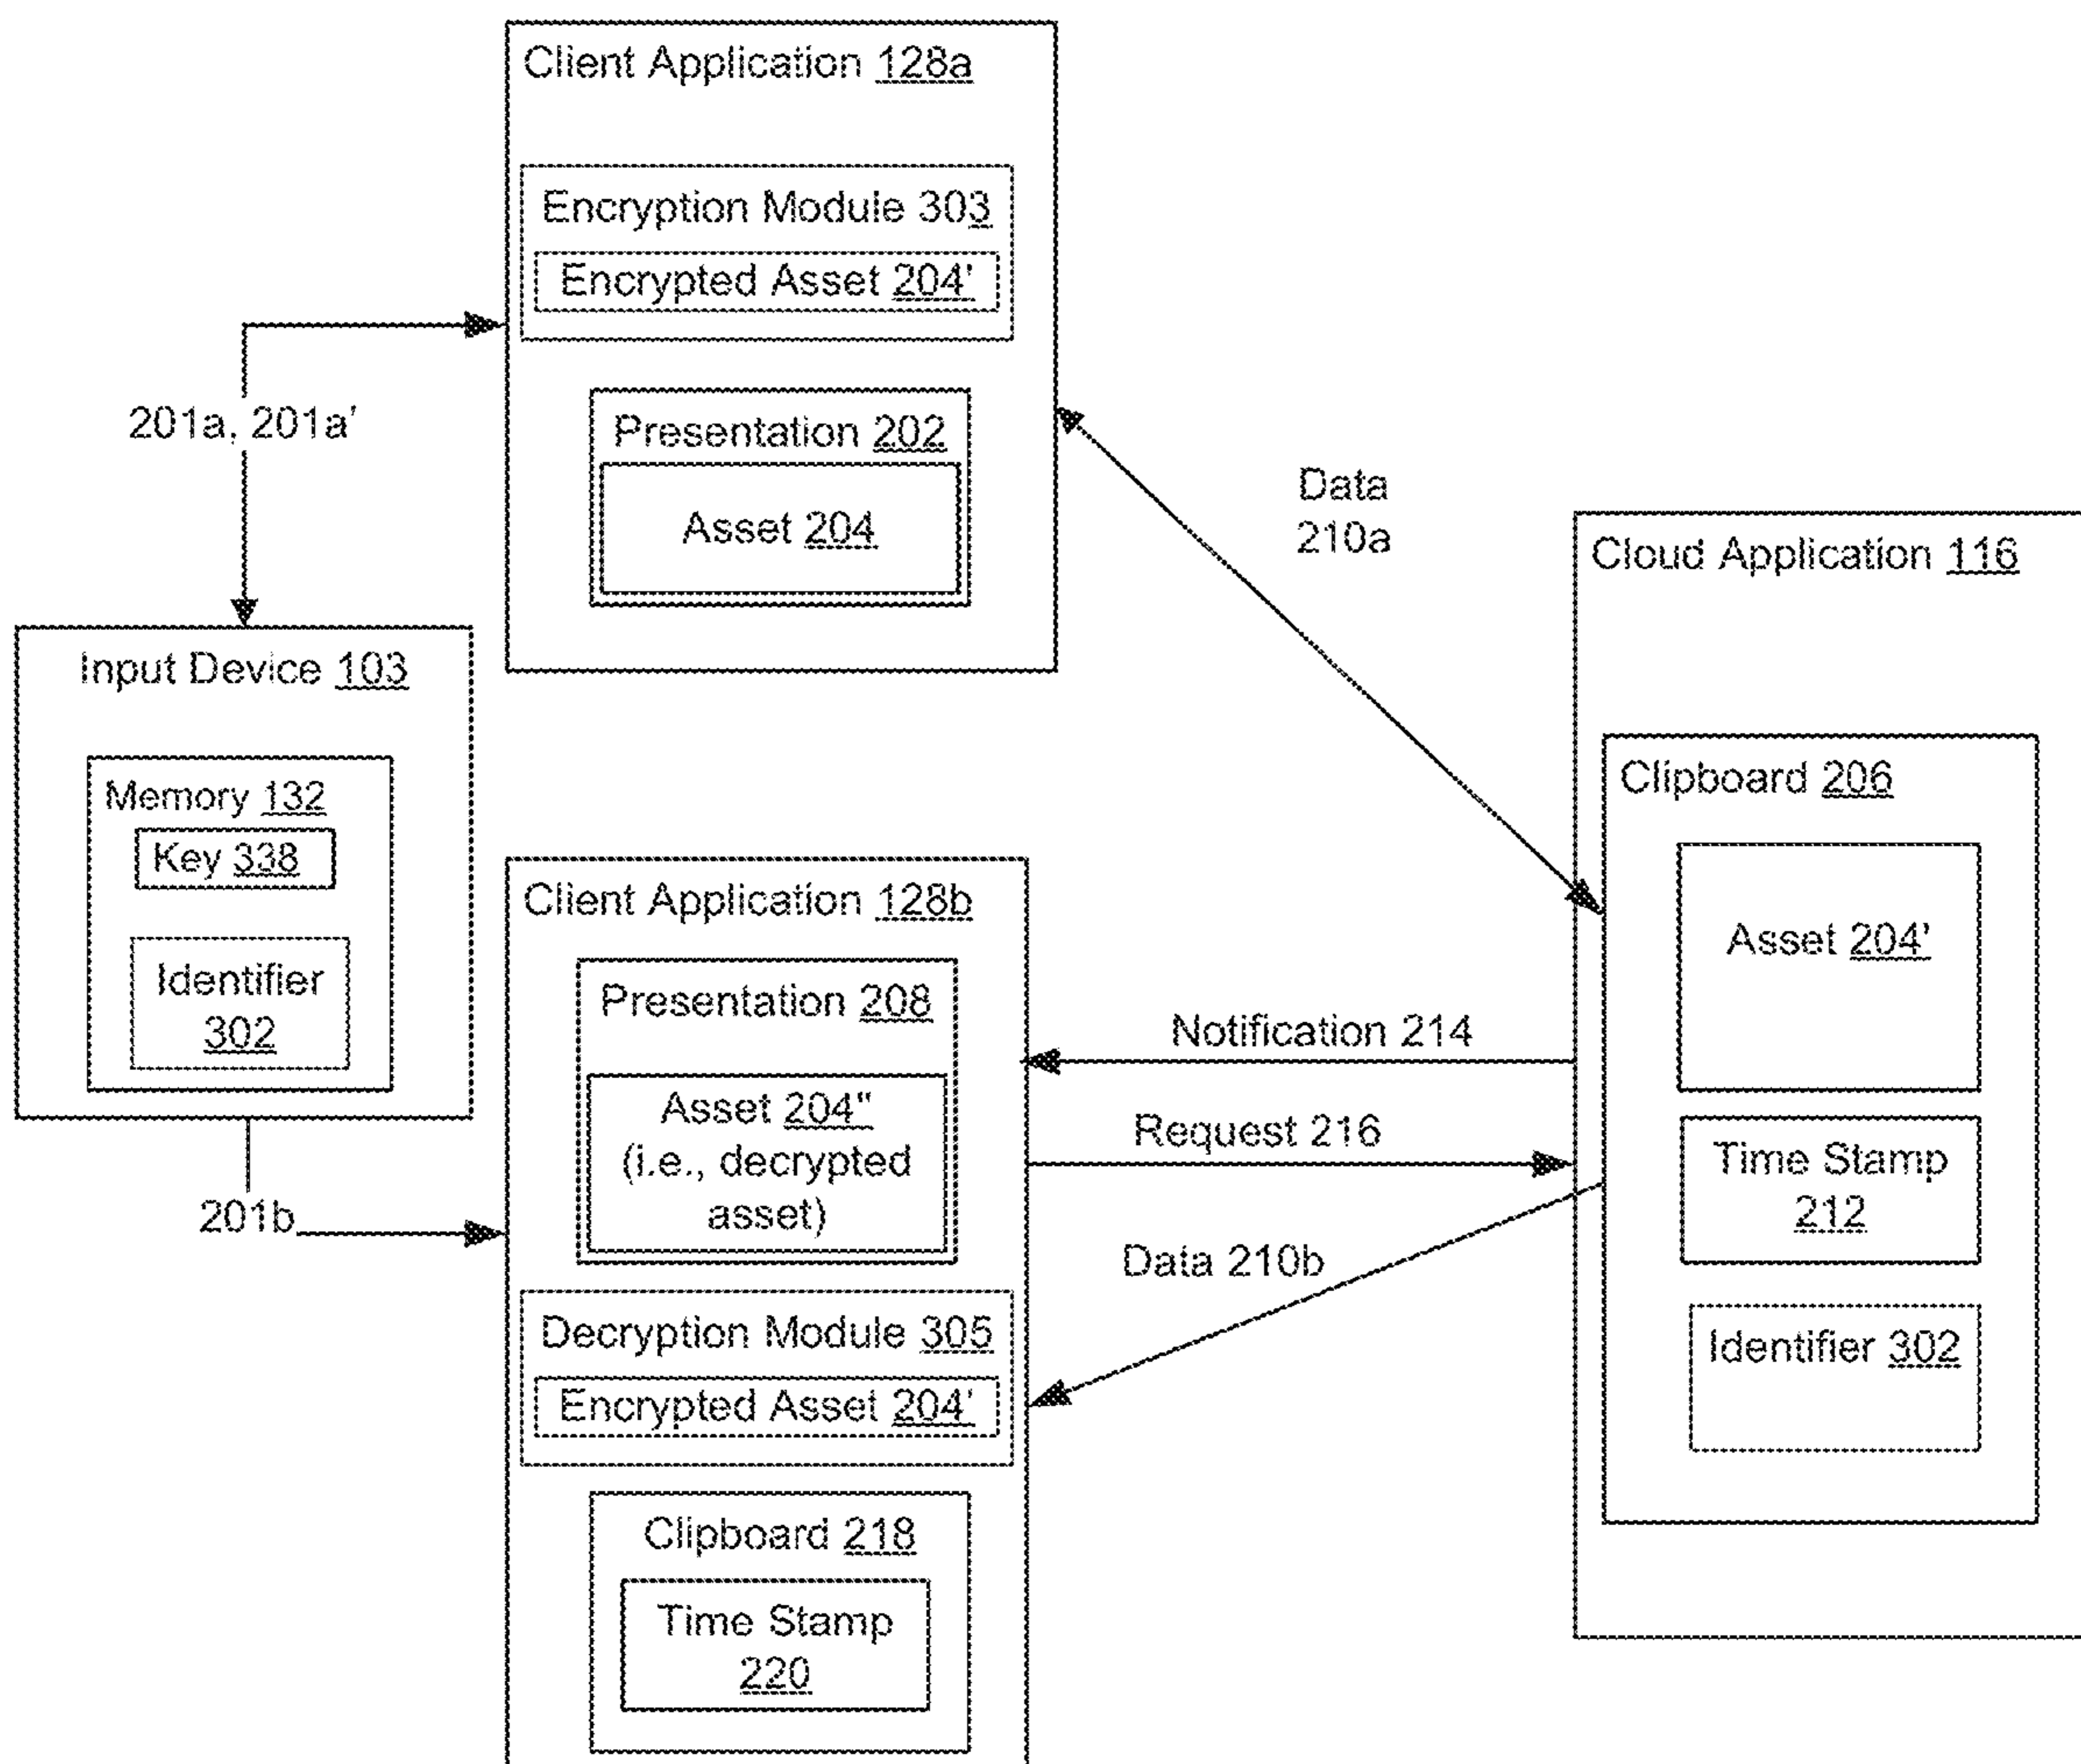 Client Application 128a
Encryption Module 303
Encrypted Asset 204'
Presentation 202
Asset 204
201a, 201a'
Input Device 103
Memory 132
Key 338
Identifier
302
201b
Client Application 128b
Presentation 208
Asset 204"
(i.e., decrypted
asset)
Decryption Module 305
Encrypted Asset 204'
Clipboard 218
Time Stamp
220
Data
210a
Notification 214
Request 216
Data 210b
Cloud Application 116
Clipboard 206
Asset 204'
Time Stamp
212
Identifier 302